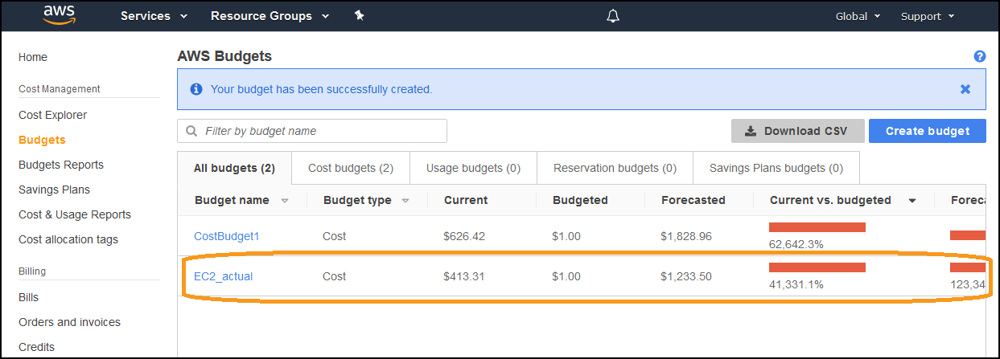 aws Services Resource Groups Global Support
Home
Cost Management
Cost Explorer
Budgets
Budgets Reports
Savings Plans
Cost & Usage Reports
Cost allocation tags
Billing
Bills
Orders and invoices
Credits
AWS Budgets
Your budget has been successfully created.
Filter by budget name
Download CSV Create budget
All budgets (2) Cost budgets (2) Usage budgets (0) Reservation budgets (0) Savings Plans budgets (0)
Budget name Budget type Current Budgeted Forecasted Current vs. budgeted Forec
CostBudget1 Cost $626.42 $1.00 $1,828.96 62,642.3%
EC2_actual Cost $413.31 $1.00 $1,233.50 41,331.1% 123,34